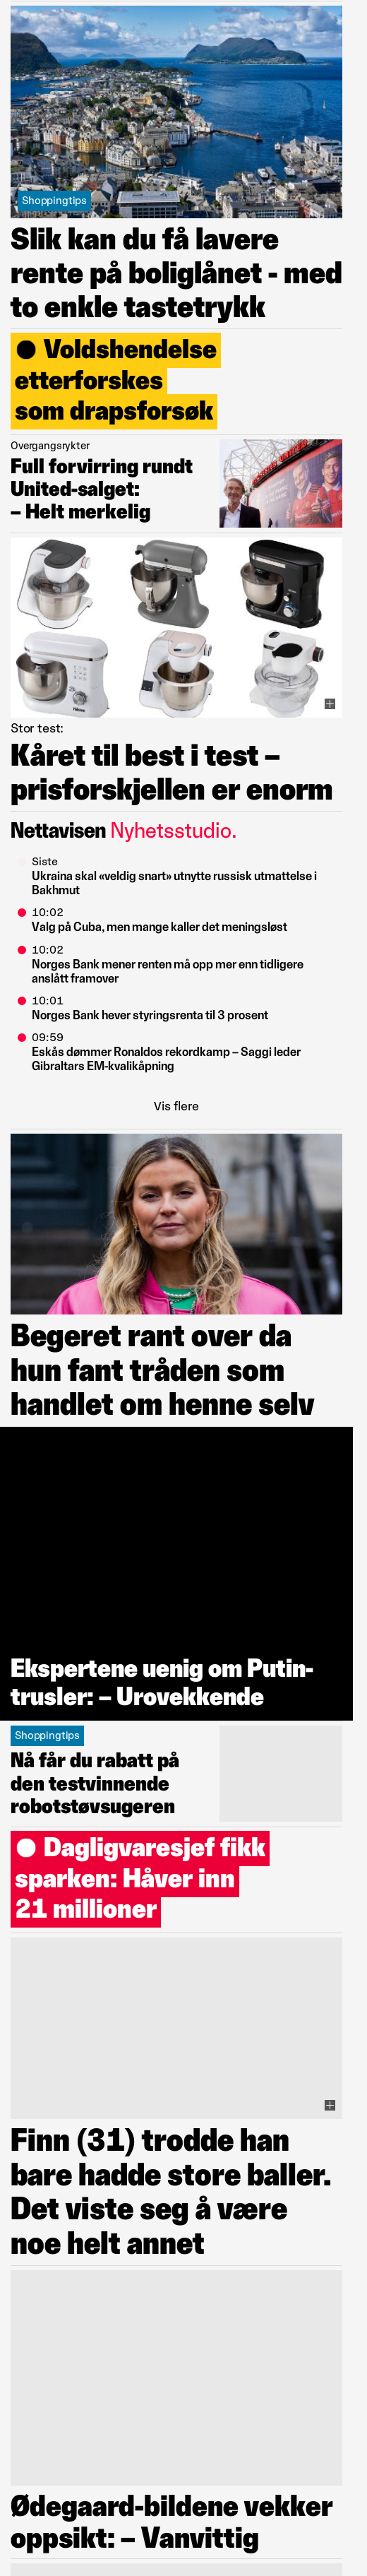 Shoppingtips
Slik kan du få lavere
rente på boliglånet - med
to enkle tastetrykk
Voldshendelse
etterforskes
som drapsforsøk
Overgangsrykter
Full forvirring rundt
United-salget:
– Helt merkelig
Stor test:
Kåret til best i test –
prisforskjellen er enorm
Nettavisen Nyhetsstudio.
Siste
Ukraina skal «veldig snart» utnytte russisk utmattelse i
Bakhmut
10:02
Valg på Cuba, men mange kaller det meningsløst
10:02
Norges Bank mener renten må opp mer enn tidligere
anslått framover
10:01
Norges Bank hever styringsrenta til 3 prosent
09:59
Eskås dømmer Ronaldos rekordkamp – Saggi leder
Gibraltars EM-kvalikåpning
Vis flere
Begeret rant over da
hun fant tråden som
handlet om henne selv
Ekspertene uenig om Putin-
trusler: – Urovekkende
Shoppingtips
Nå får du rabatt på
den testvinnende
robotstøvsugeren
Dagligvaresjef fikk
sparken: Håver inn
21 millioner
Finn (31) trodde han
bare hadde store baller.
Det viste seg å være
noe helt annet
Ødegaard-bildene vekker
oppsikt: – Vanvittig